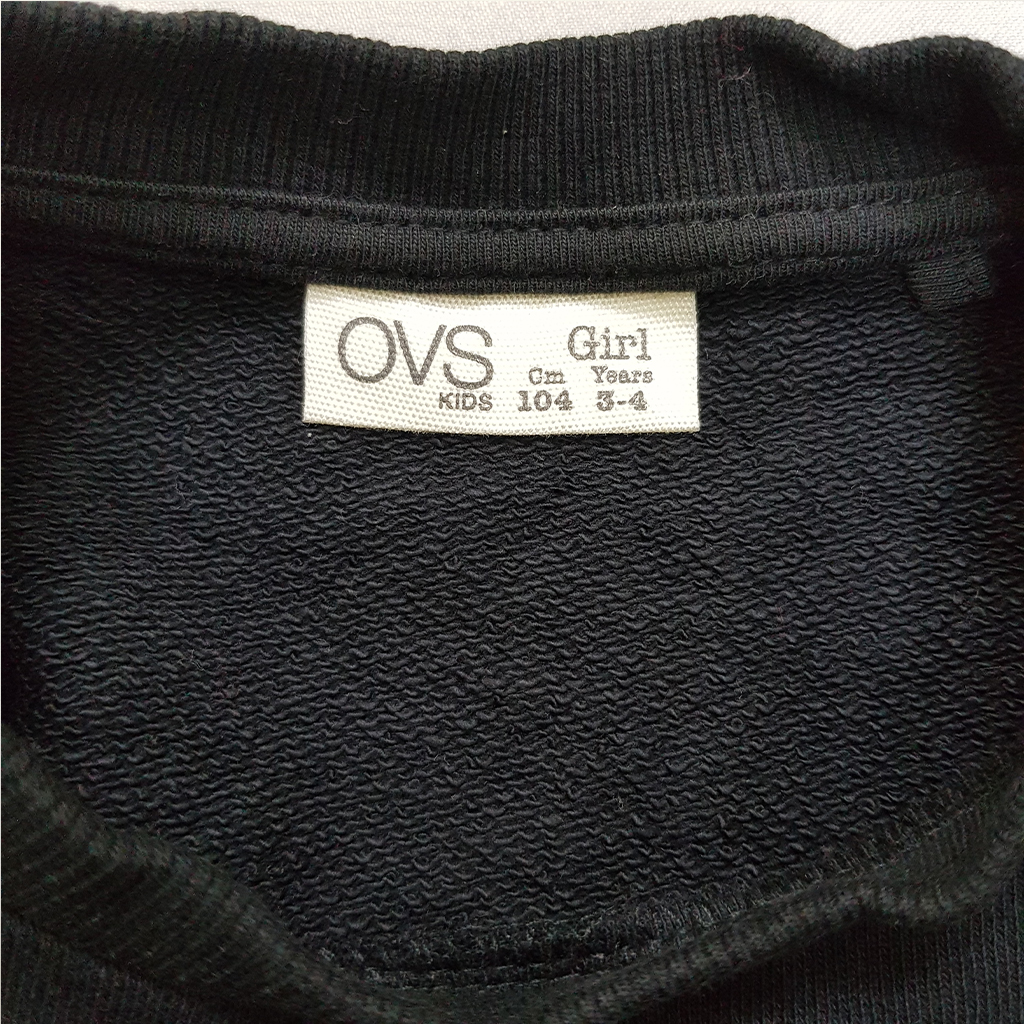 OVS Girl
Cm Years
KIDS 104 3-4